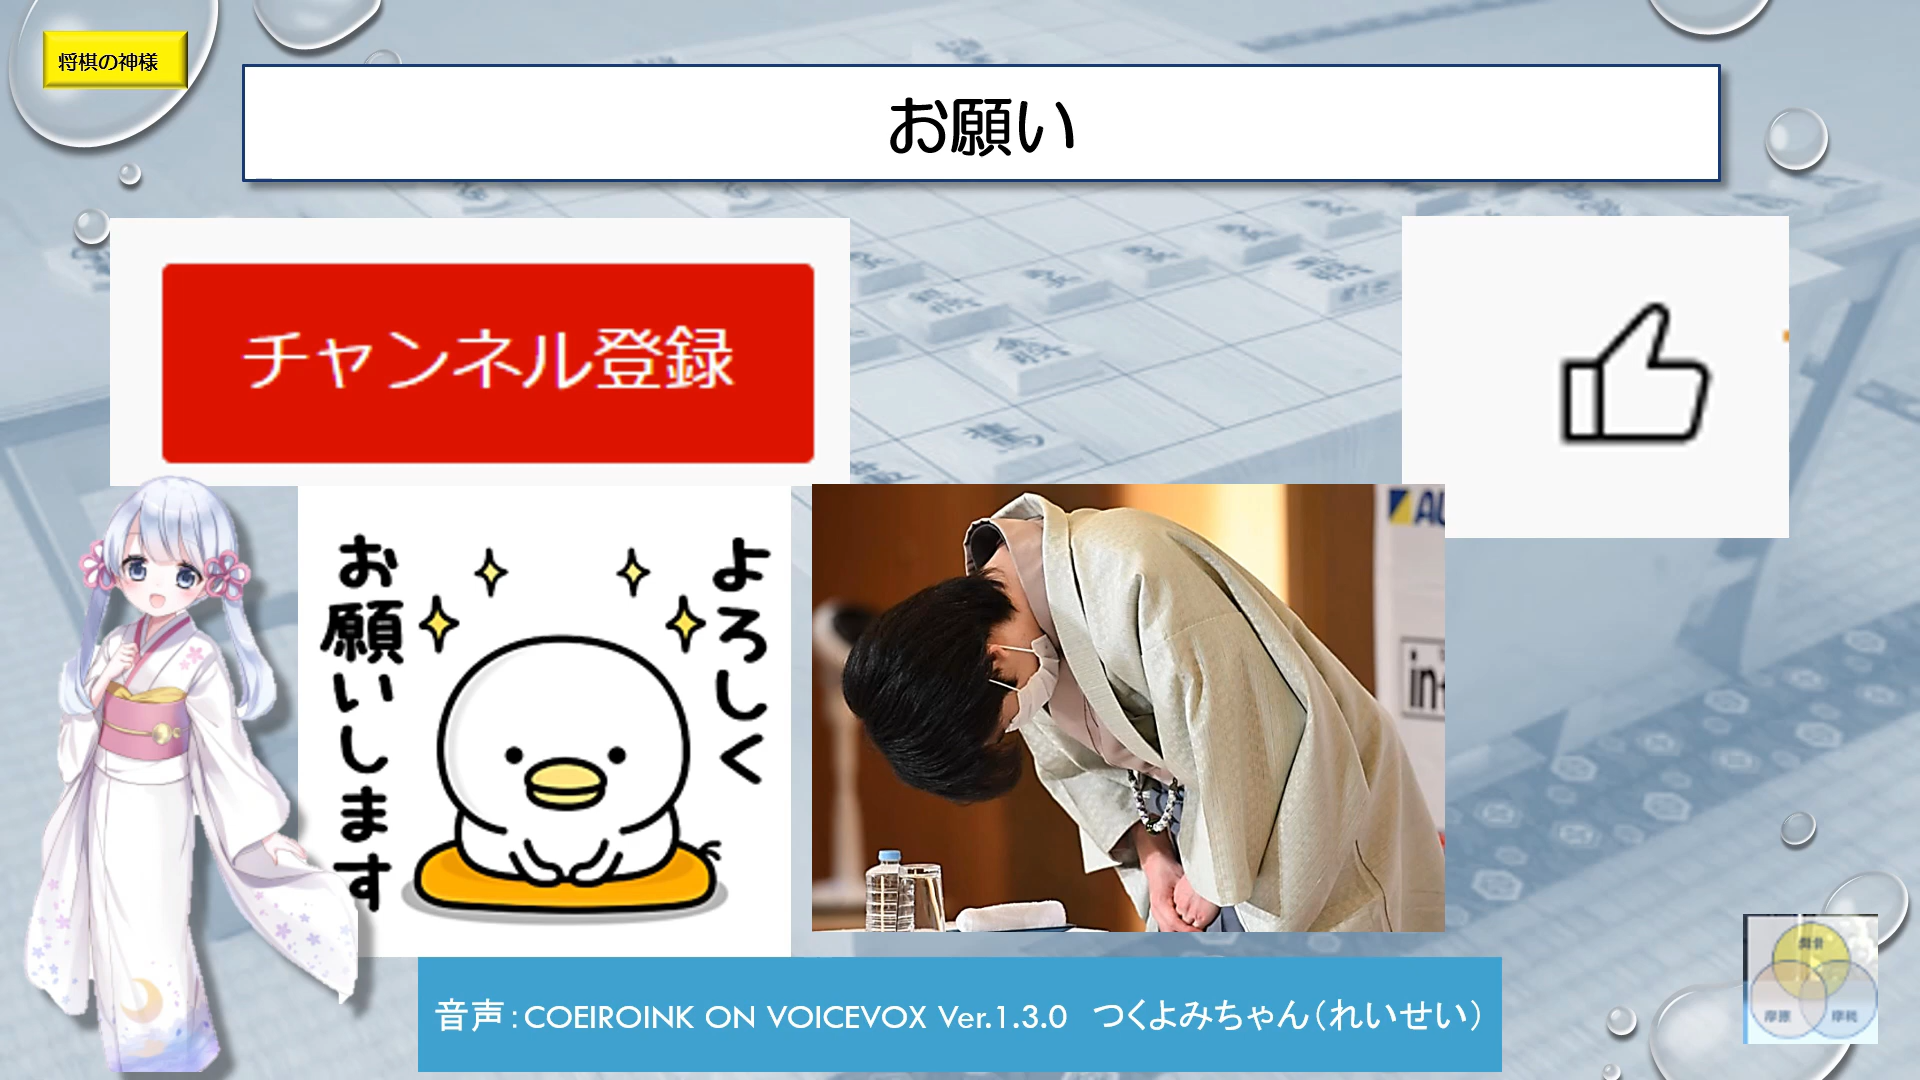 将棋の神様
お願い
チャンネル登録
よろしく
お願いします
音声：COEIROINK ON VOICEVOX Ver.1.3.0　つくよみちゃん（れいせい）